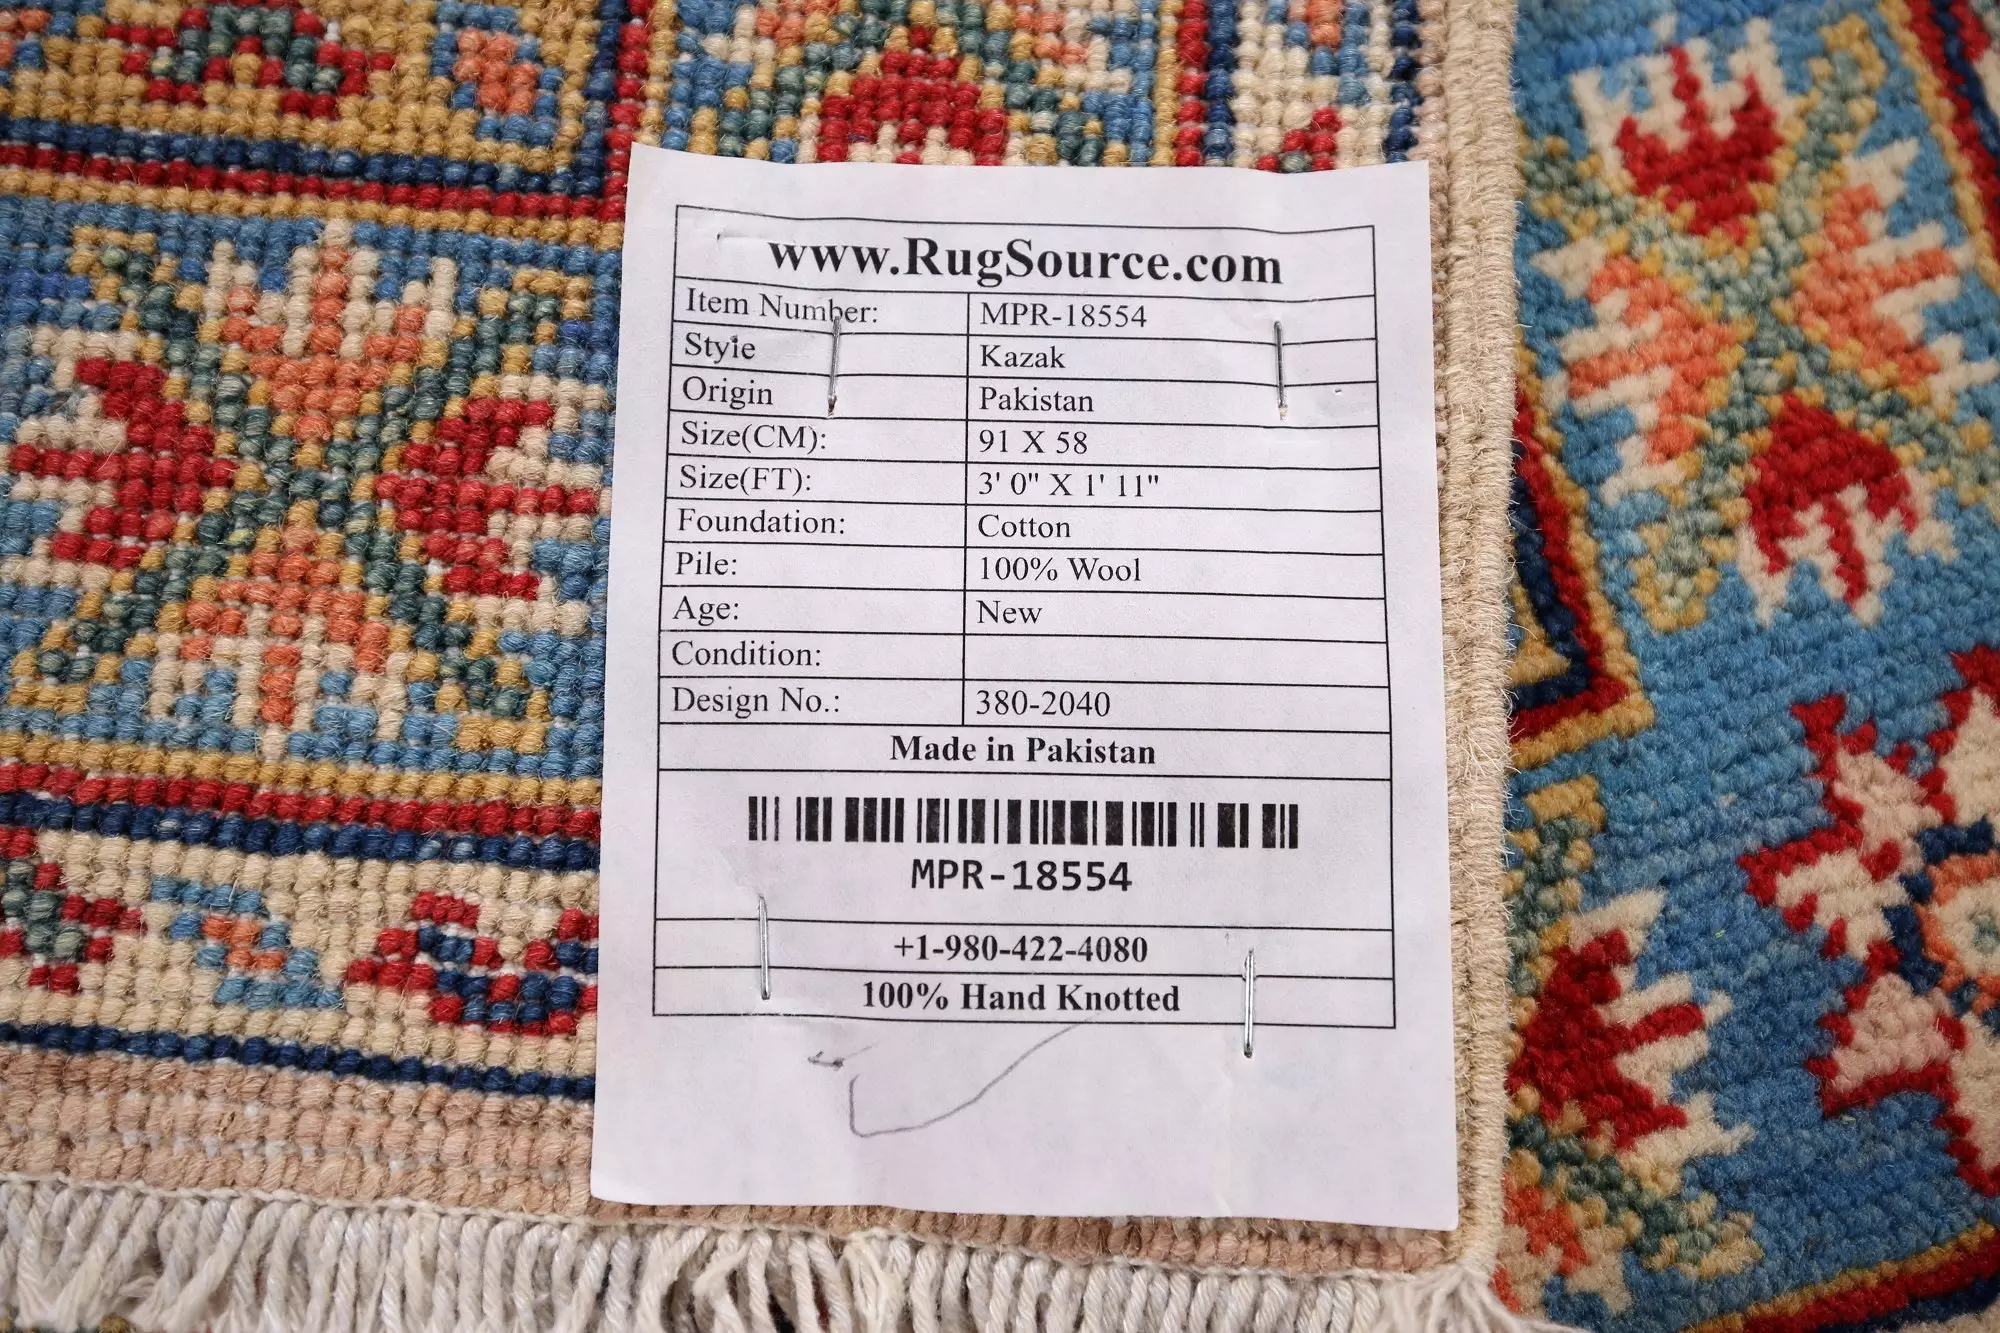 www.RugSource.com
Item Number: MPR-18554
Style Kazak
Origin Pakistan
Size(CM): 91 X 58
Size(FT): 3' 0" X 1' 11"
Foundation: Cotton
Pile: 100% Wool
Age: New
Condition:
Design No.: 380-2040
Made in Pakistan
MPR-18554
+1-980-422-4080
100% Hand Knotted